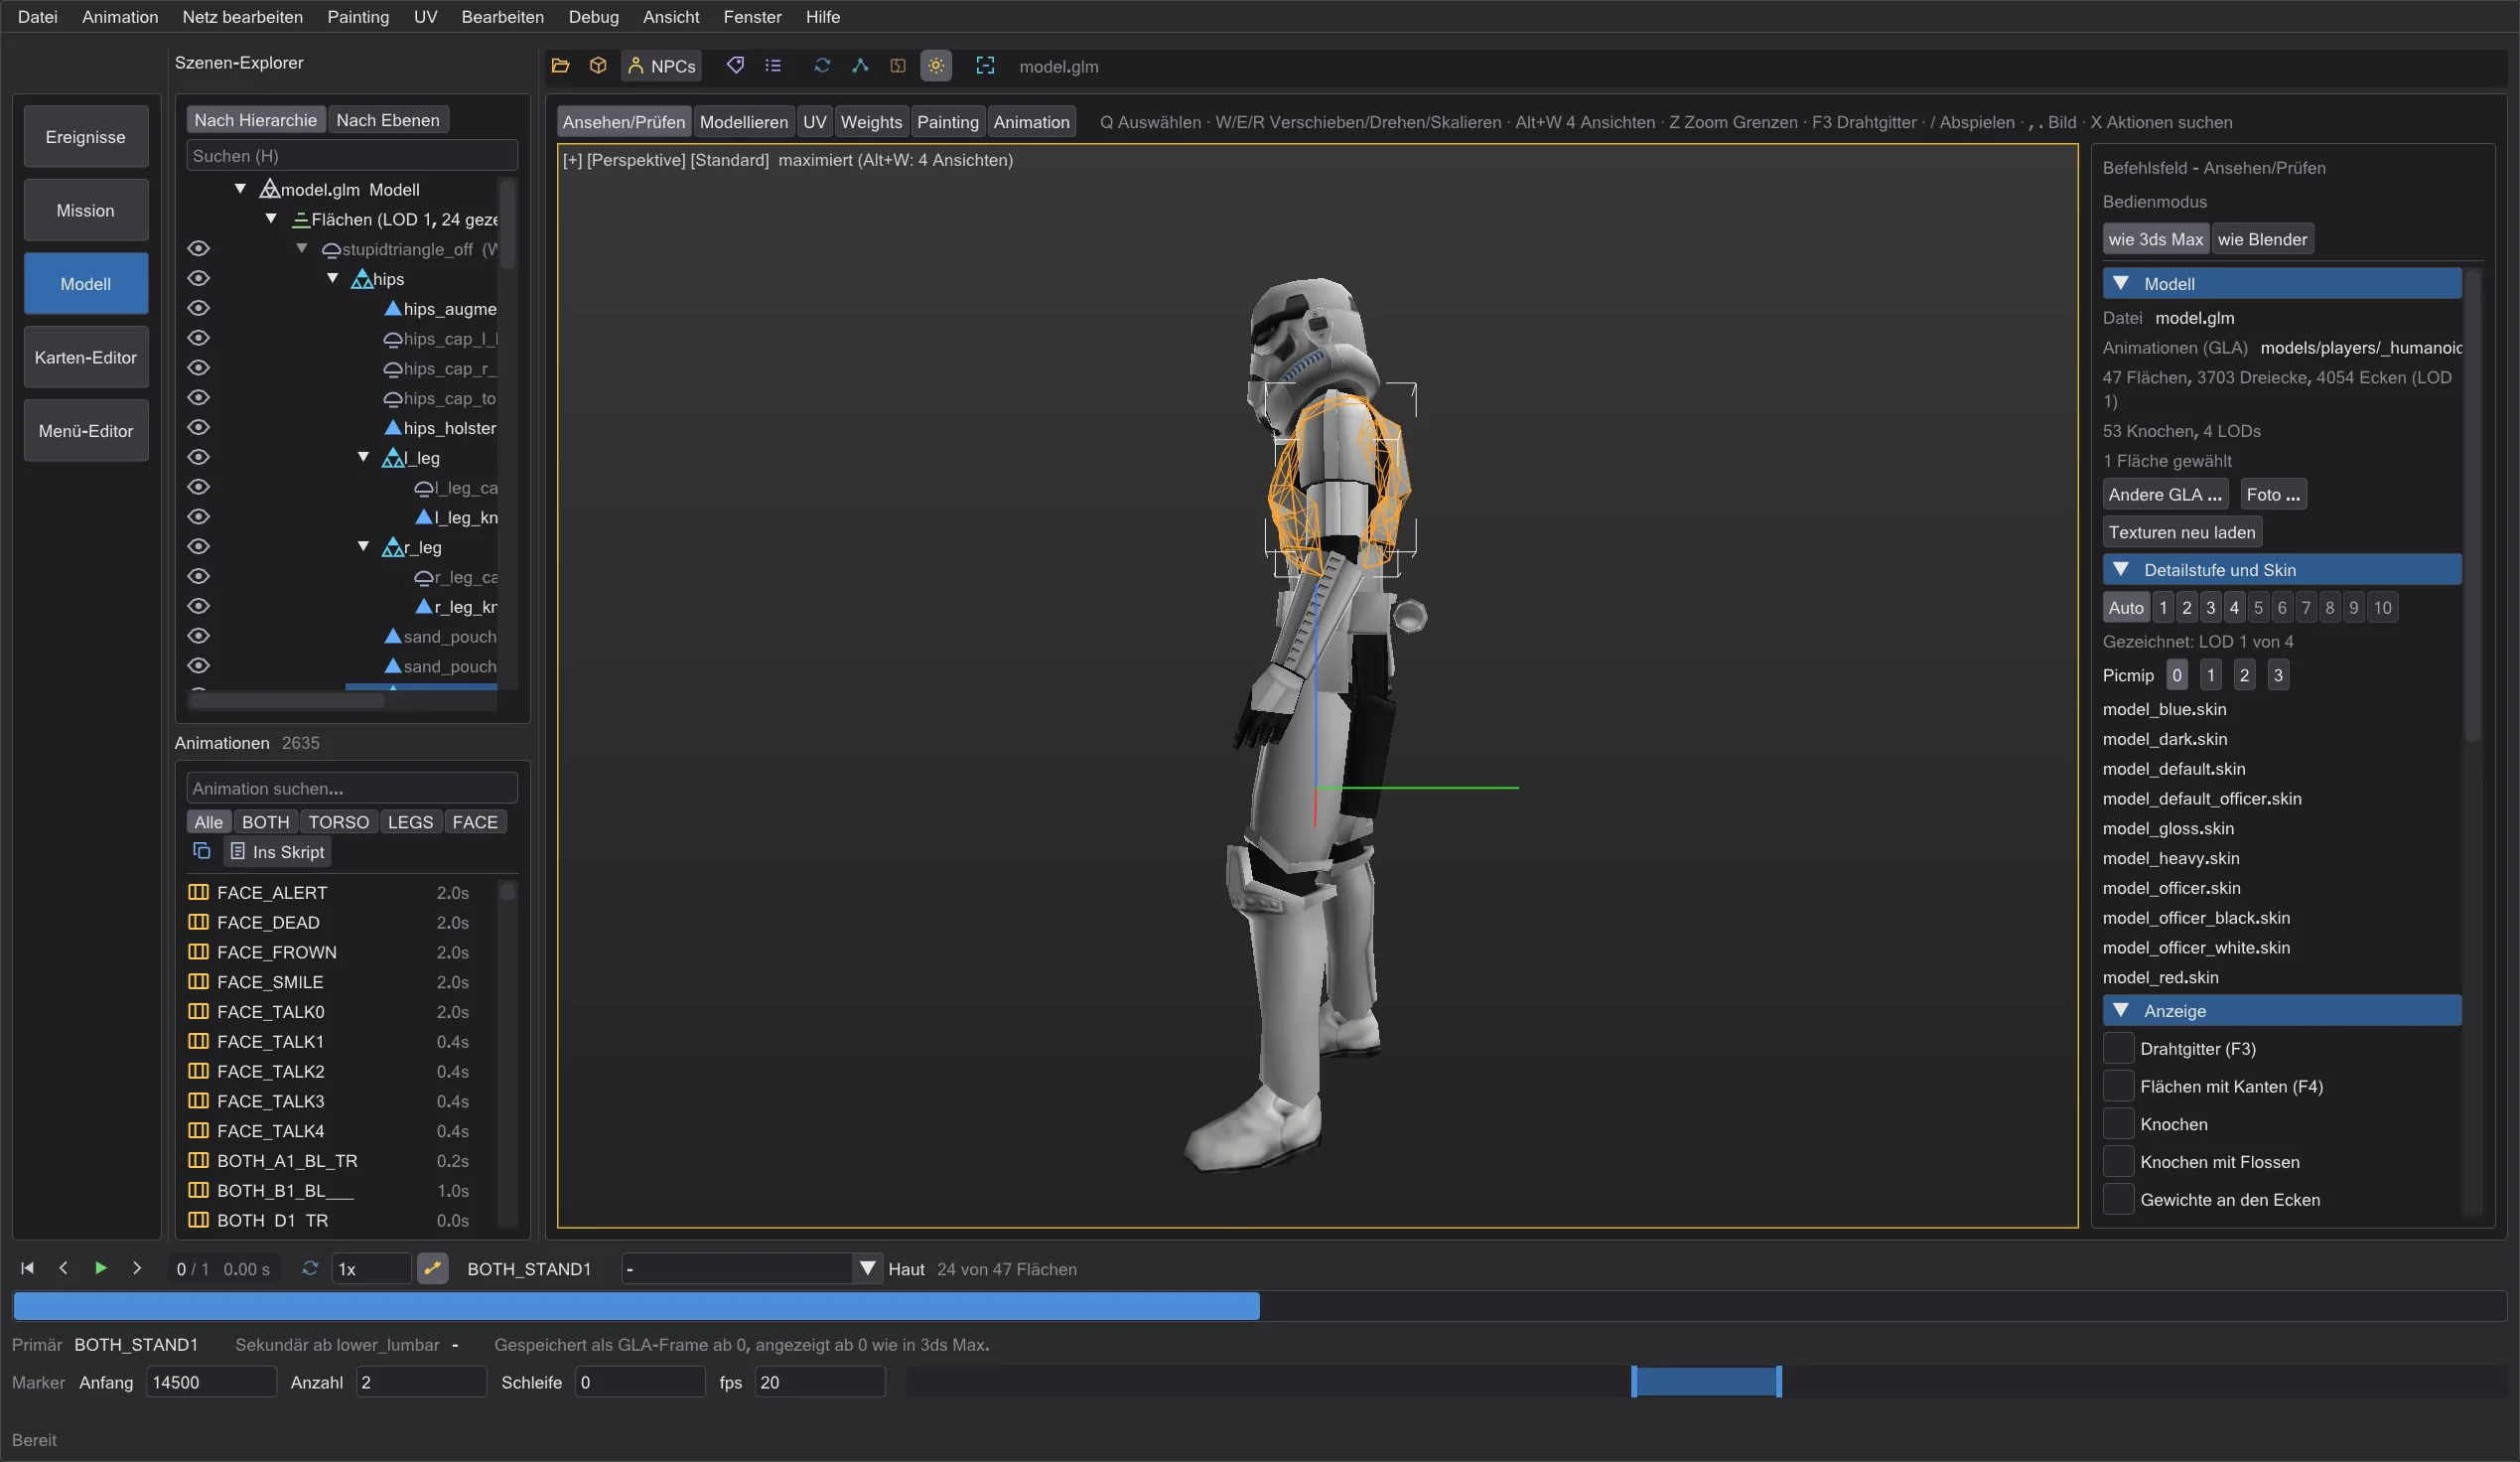 Datei Animation Netz bearbeiten Painting UV Bearbeiten Debug Ansicht Fenster Hilfe
Szenen-Explorer
NPCs model.glm
Ereignisse
Mission
Modell
Karten-Editor
Menü-Editor
Nach Hierarchie Nach Ebenen
Suchen (H)
model.glm Modell
Flächen (LOD 1, 24 geze
stupidtriangle_off (W
hips
hips_augme
hips_cap_l_l
hips_cap_r_
hips_cap_to
hips_holster
l_leg
l_leg_ca
l_leg_kn
r_leg
r_leg_ca
r_leg_kn
sand_pouch
sand_pouch
Animationen 2635
Animation suchen...
Alle BOTH TORSO LEGS FACE
Ins Skript
FACE_ALERT 2.0s
FACE_DEAD 2.0s
FACE_FROWN 2.0s
FACE_SMILE 2.0s
FACE_TALK0 2.0s
FACE_TALK1 0.4s
FACE_TALK2 0.4s
FACE_TALK3 0.4s
FACE_TALK4 0.4s
BOTH_A1_BL_TR 0.2s
BOTH_B1_BL___ 1.0s
BOTH_D1_TR 0.0s
Ansehen/Prüfen Modellieren UV Weights Painting Animation Q Auswählen · W/E/R Verschieben/Drehen/Skalieren · Alt+W 4 Ansichten · Z Zoom Grenzen · F3 Drahtgitter · / Abspielen · , . Bild · X Aktionen suchen
[+] [Perspektive] [Standard] maximiert (Alt+W: 4 Ansichten)
Befehlsfeld - Ansehen/Prüfen
Bedienmodus
wie 3ds Max wie Blender
Modell
Datei model.glm
Animationen (GLA) models/players/_humanoid
47 Flächen, 3703 Dreiecke, 4054 Ecken (LOD
1)
53 Knochen, 4 LODs
1 Fläche gewählt
Andere GLA ... Foto ...
Texturen neu laden
Detailstufe und Skin
Auto 1 2 3 4 5 6 7 8 9 10
Gezeichnet: LOD 1 von 4
Picmip 0 1 2 3
model_blue.skin
model_dark.skin
model_default.skin
model_default_officer.skin
model_gloss.skin
model_heavy.skin
model_officer.skin
model_officer_black.skin
model_officer_white.skin
model_red.skin
Anzeige
Drahtgitter (F3)
Flächen mit Kanten (F4)
Knochen
Knochen mit Flossen
Gewichte an den Ecken
0 / 1 0.00 s 1x BOTH_STAND1 - Haut 24 von 47 Flächen
Primär BOTH_STAND1 Sekundär ab lower_lumbar - Gespeichert als GLA-Frame ab 0, angezeigt ab 0 wie in 3ds Max.
Marker Anfang 14500 Anzahl 2 Schleife 0 fps 20
Bereit